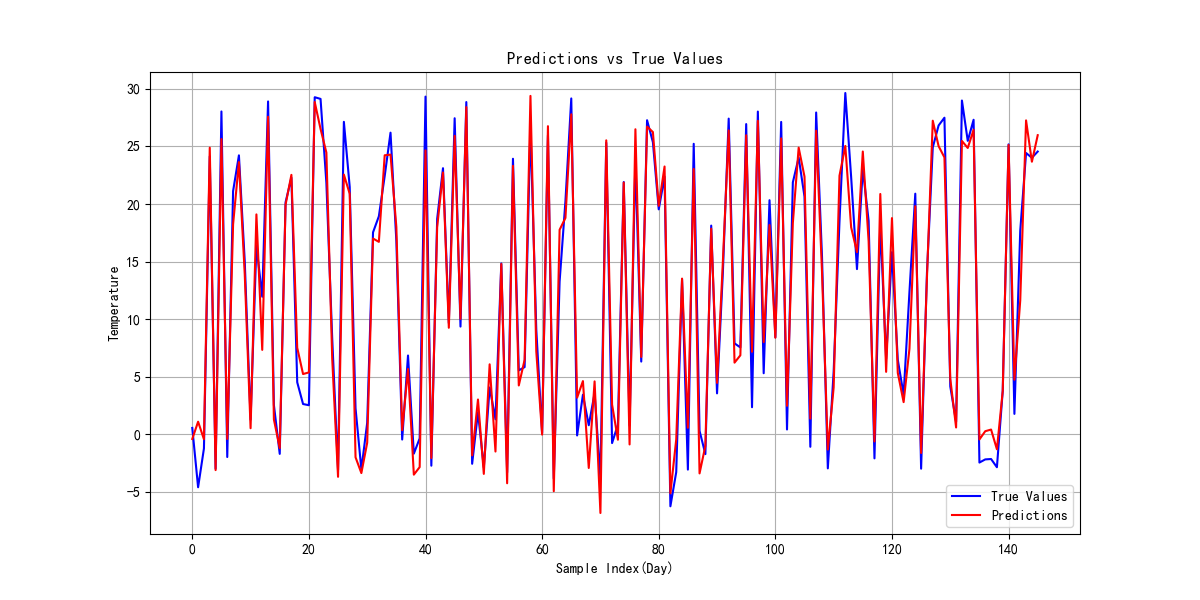 Predictions vs True Values
Temperature
30
25
20
15
10
5
0
−5
0 20 40 60 80 100 120 140
Sample Index(Day)
True Values
Predictions